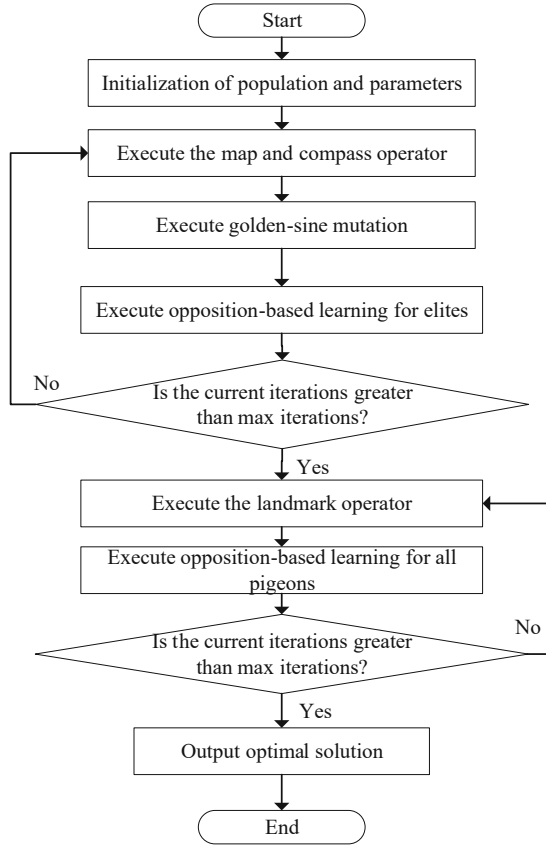 Start
Initialization of population and parameters
Execute the map and compass operator
Execute golden-sine mutation
Execute opposition-based learning for elites
No
Is the current iterations greater
than max iterations?
Yes
Execute the landmark operator
Execute opposition-based learning for all
pigeons
Is the current iterations greater
than max iterations?
No
Yes
Output optimal solution
End